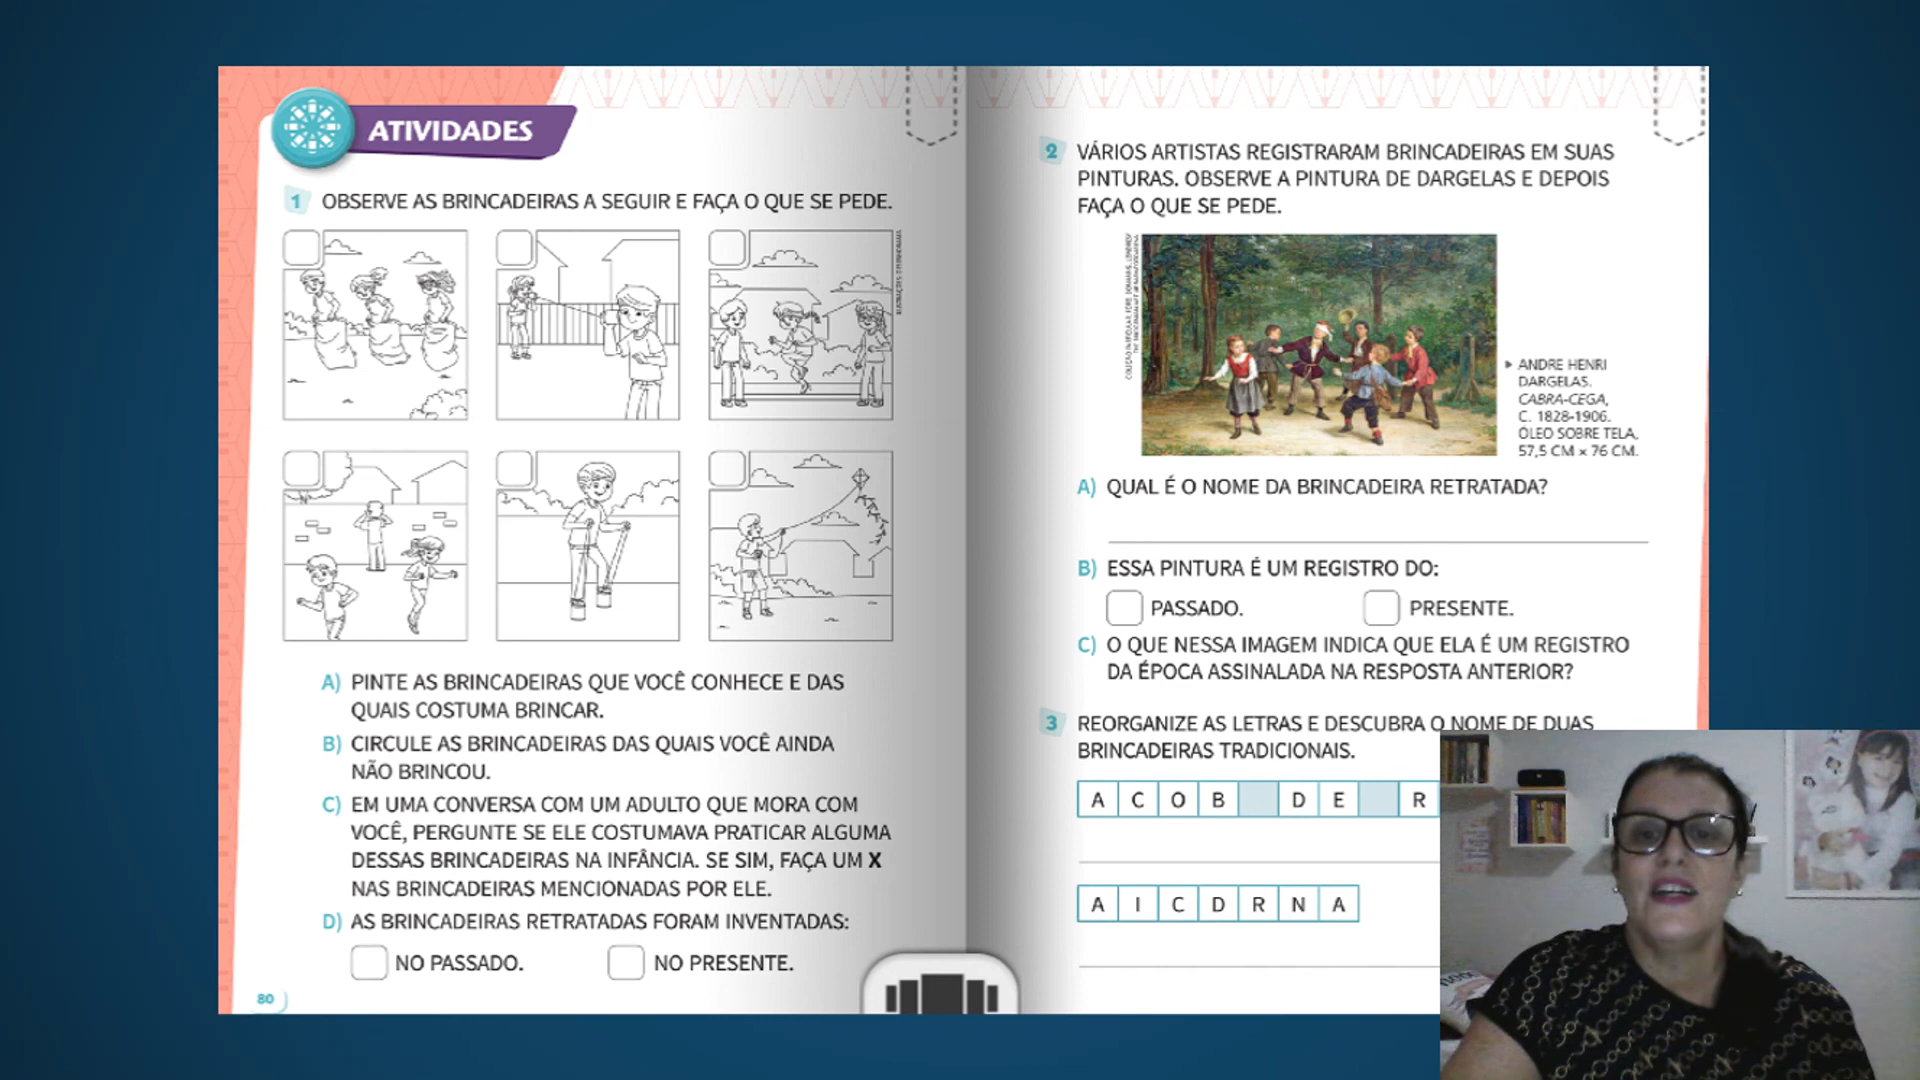 ATIVIDADES
1 OBSERVE AS BRINCADEIRAS A SEGUIR E FAÇA O QUE SE PEDE.
A) PINTE AS BRINCADEIRAS QUE VOCÊ CONHECE E DAS
QUAIS COSTUMA BRINCAR.
B) CIRCULE AS BRINCADEIRAS DAS QUAIS VOCÊ AINDA
NÃO BRINCOU.
C) EM UMA CONVERSA COM UM ADULTO QUE MORA COM
VOCÊ, PERGUNTE SE ELE COSTUMAVA PRATICAR ALGUMA
DESSAS BRINCADEIRAS NA INFÂNCIA. SE SIM, FAÇA UM X
NAS BRINCADEIRAS MENCIONADAS POR ELE.
D) AS BRINCADEIRAS RETRATADAS FORAM INVENTADAS:
NO PASSADO. NO PRESENTE.
80
2 VÁRIOS ARTISTAS REGISTRARAM BRINCADEIRAS EM SUAS
PINTURAS. OBSERVE A PINTURA DE DARGELAS E DEPOIS
FAÇA O QUE SE PEDE.
ANDRE HENRI
DARGELAS.
CABRA-CEGA,
C. 1828-1906.
ÓLEO SOBRE TELA,
57,5 CM × 76 CM.
A) QUAL É O NOME DA BRINCADEIRA RETRATADA?
B) ESSA PINTURA É UM REGISTRO DO:
PASSADO. PRESENTE.
C) O QUE NESSA IMAGEM INDICA QUE ELA É UM REGISTRO
DA ÉPOCA ASSINALADA NA RESPOSTA ANTERIOR?
3 REORGANIZE AS LETRAS E DESCUBRA O NOME DE DUAS
BRINCADEIRAS TRADICIONAIS.
A C O B D E R
A I C D R N A